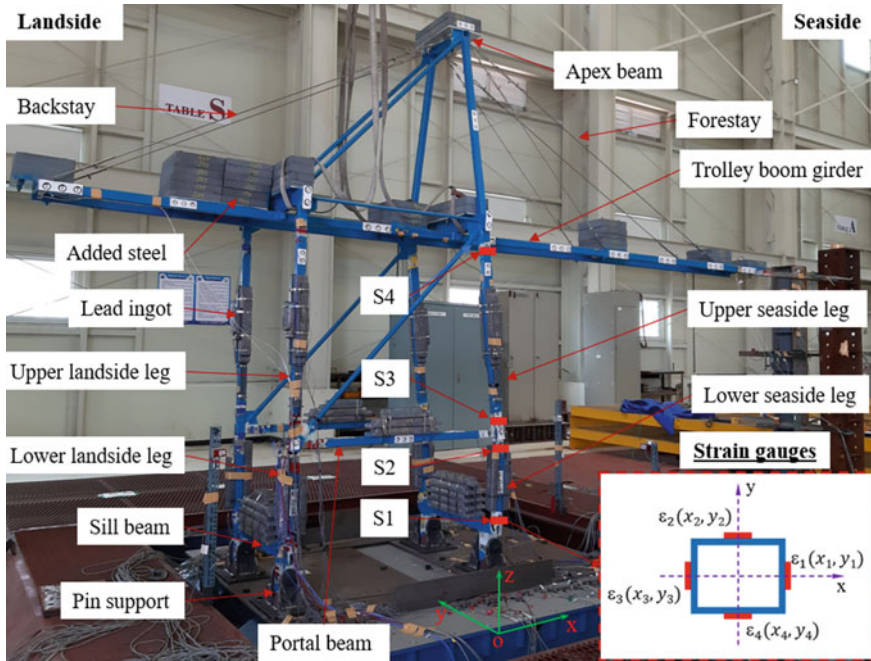 Landside
Seaside
Apex beam
Backstay
TABLE S
Forestay
Trolley boom girder
Added steel
Lead ingot
S4
Upper seaside leg
Upper landside leg
S3
Lower seaside leg
Lower landside leg
S2
Strain gauges
Sill beam
S1
y
ε₂(x₂, y₂)
ε₁(x₁, y₁)
x
ε₃(x₃, y₃)
ε₄(x₄, y₄)
Pin support
Portal beam
z
y
o
x